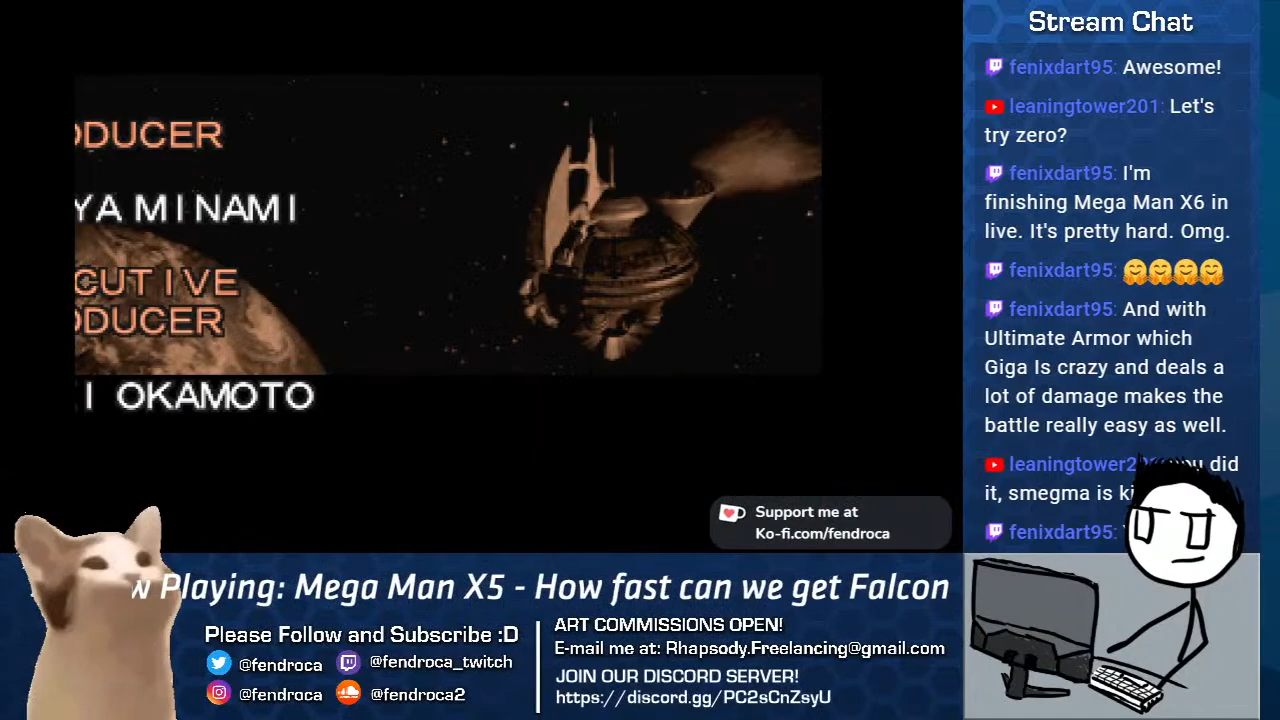 ODUCER
YA MINAMI
CUTIVE
ODUCER
I OKAMOTO
Support me at
Ko-fi.com/fendroca
Stream Chat
fenixdart95: Awesome!
leaningtower201: Let's
try zero?
fenixdart95: I'm
finishing Mega Man X6 in
live. It's pretty hard. Omg.
fenixdart95: 🤗🤗🤗🤗
fenixdart95: And with
Ultimate Armor which
Giga Is crazy and deals a
lot of damage makes the
battle really easy as well.
leaningtower2 you did
it, smegma is ki
fenixdart95:
w Playing: Mega Man X5 - How fast can we get Falcon
Please Follow and Subscribe :D
@fendroca @fendroca_twitch
@fendroca @fendroca2
ART COMMISSIONS OPEN!
E-mail me at: Rhapsody.Freelancing@gmail.com
JOIN OUR DISCORD SERVER!
https://discord.gg/PC2sCnZsyU